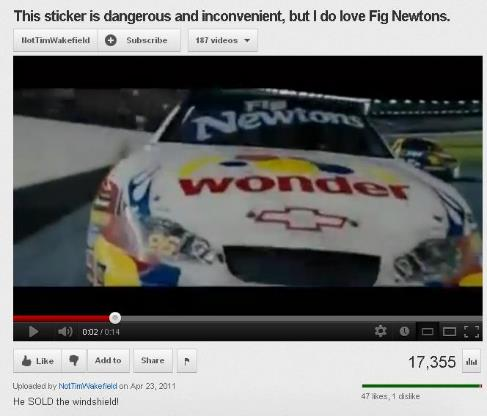 This sticker is dangerous and inconvenient, but I do love Fig Newtons.
NotTimWakefield Subscribe 187 videos
Fig
Newtons
wonder
0:02 / 0:14
Like Add to Share 17,355
Uploaded by NotTimWakefield on Apr 23, 2011
47 likes, 1 dislike
He SOLD the windshield!